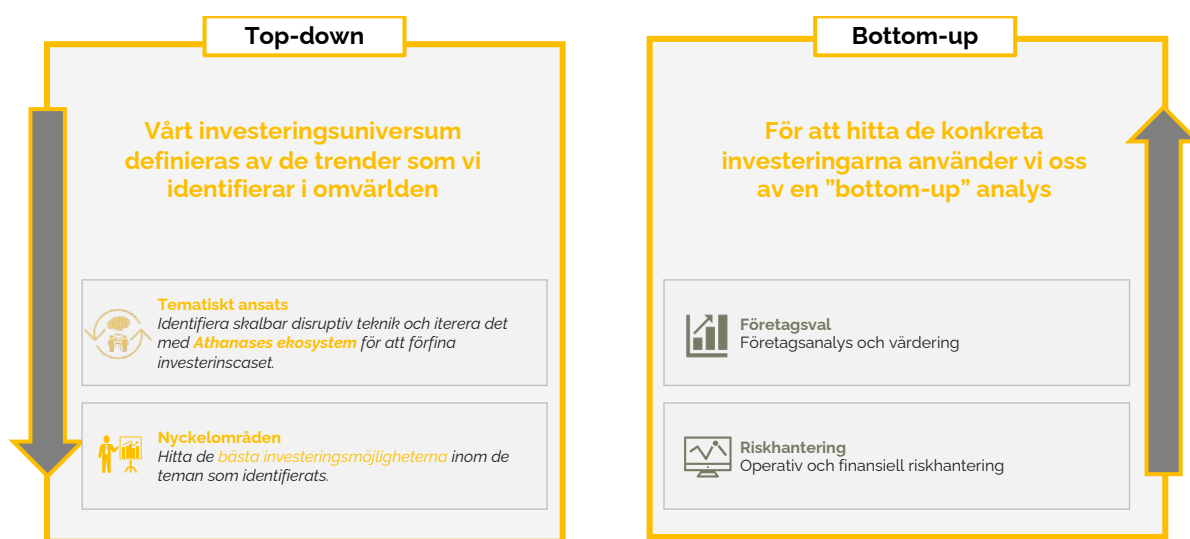 Top-down
Vårt investeringsuniversum
definieras av de trender som vi
identifierar i omvärlden
Tematiskt ansats
Identifiera skalbar disruptiv teknik och iterera det
med Athanases ekosystem för att förfina
investerinscaset.
Nyckelområden
Hitta de bästa investeringsmöjligheterna inom de
teman som identifierats.
Bottom-up
För att hitta de konkreta
investeringarna använder vi oss
av en ”bottom-up” analys
Företagsval
Företagsanalys och värdering
Riskhantering
Operativ och finansiell riskhantering